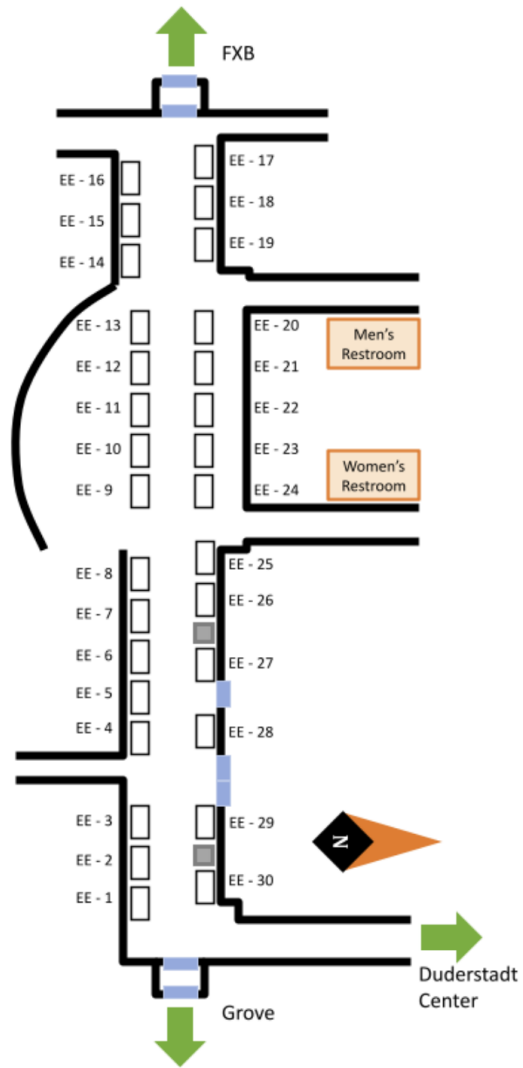 FXB
EE - 17
EE - 16
EE - 18
EE - 15
EE - 19
EE - 14
EE - 13
EE - 20
Men's
Restroom
EE - 12
EE - 21
EE - 11
EE - 22
EE - 10
EE - 23
Women's
Restroom
EE - 9
EE - 24
EE - 8
EE - 25
EE - 7
EE - 26
EE - 6
EE - 27
EE - 5
EE - 4
EE - 28
EE - 3
EE - 29
N
EE - 2
EE - 30
EE - 1
Duderstadt
Center
Grove